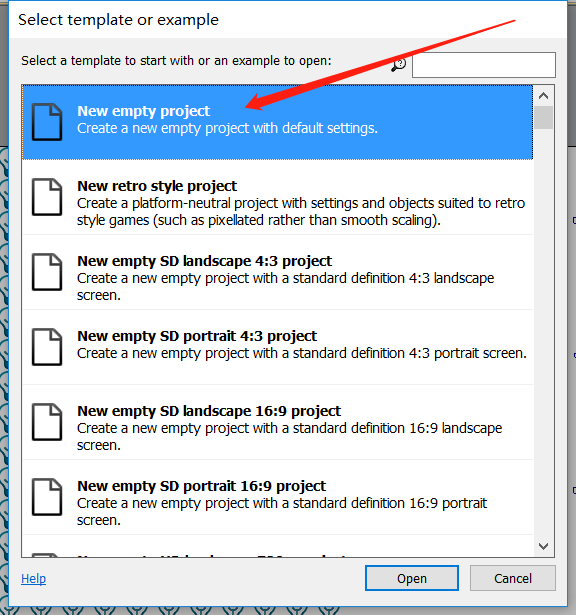 Select template or example
Select a template to start with or an example to open:
New empty project
Create a new empty project with default settings.
New retro style project
Create a platform-neutral project with settings and objects suited to retro
style games (such as pixellated rather than smooth scaling).
New empty SD landscape 4:3 project
Create a new empty project with a standard definition 4:3 landscape
screen.
New empty SD portrait 4:3 project
Create a new empty project with a standard definition 4:3 portrait screen.
New empty SD landscape 16:9 project
Create a new empty project with a standard definition 16:9 landscape
screen.
New empty SD portrait 16:9 project
Create a new empty project with a standard definition 16:9 portrait
screen.
Help
Open
Cancel